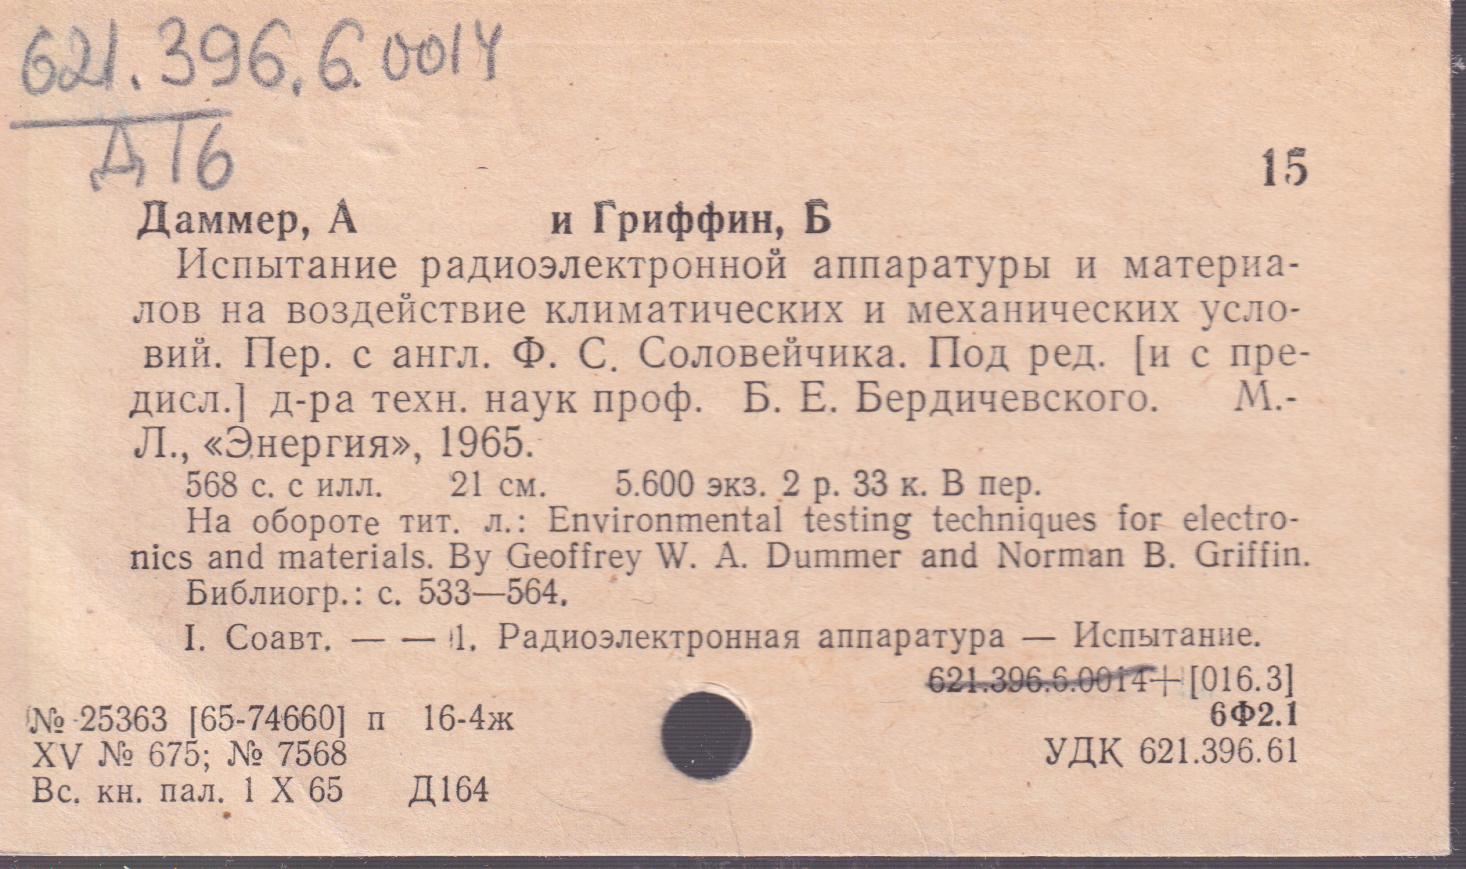 621.396.6.0014
Д16
15
Даммер, А и Гриффин, Б
Испытание радиоэлектронной аппаратуры и материа-
лов на воздействие климатических и механических усло-
вий. Пер. с англ. Ф. С. Соловейчика. Под ред. [и с пре-
дисл.] д-ра техн. наук проф. Б. Е. Бердичевского. М.-
Л., «Энергия», 1965.
568 с. с илл. 21 см. 5.600 экз. 2 р. 33 к. В пер.
На обороте тит. л.: Environmental testing techniques for electro-
nics and materials. By Geoffrey W. A. Dummer and Norman B. Griffin.
Библиогр.: с. 533—564.
I. Соавт. — — 1. Радиоэлектронная аппаратура — Испытание.
621.396.6.0014+[016.3]
№ 25363 [65-74660] п 16-4ж
6Ф2.1
XV № 675; № 7568
УДК 621.396.61
Вс. кн. пал. 1 X 65 Д164